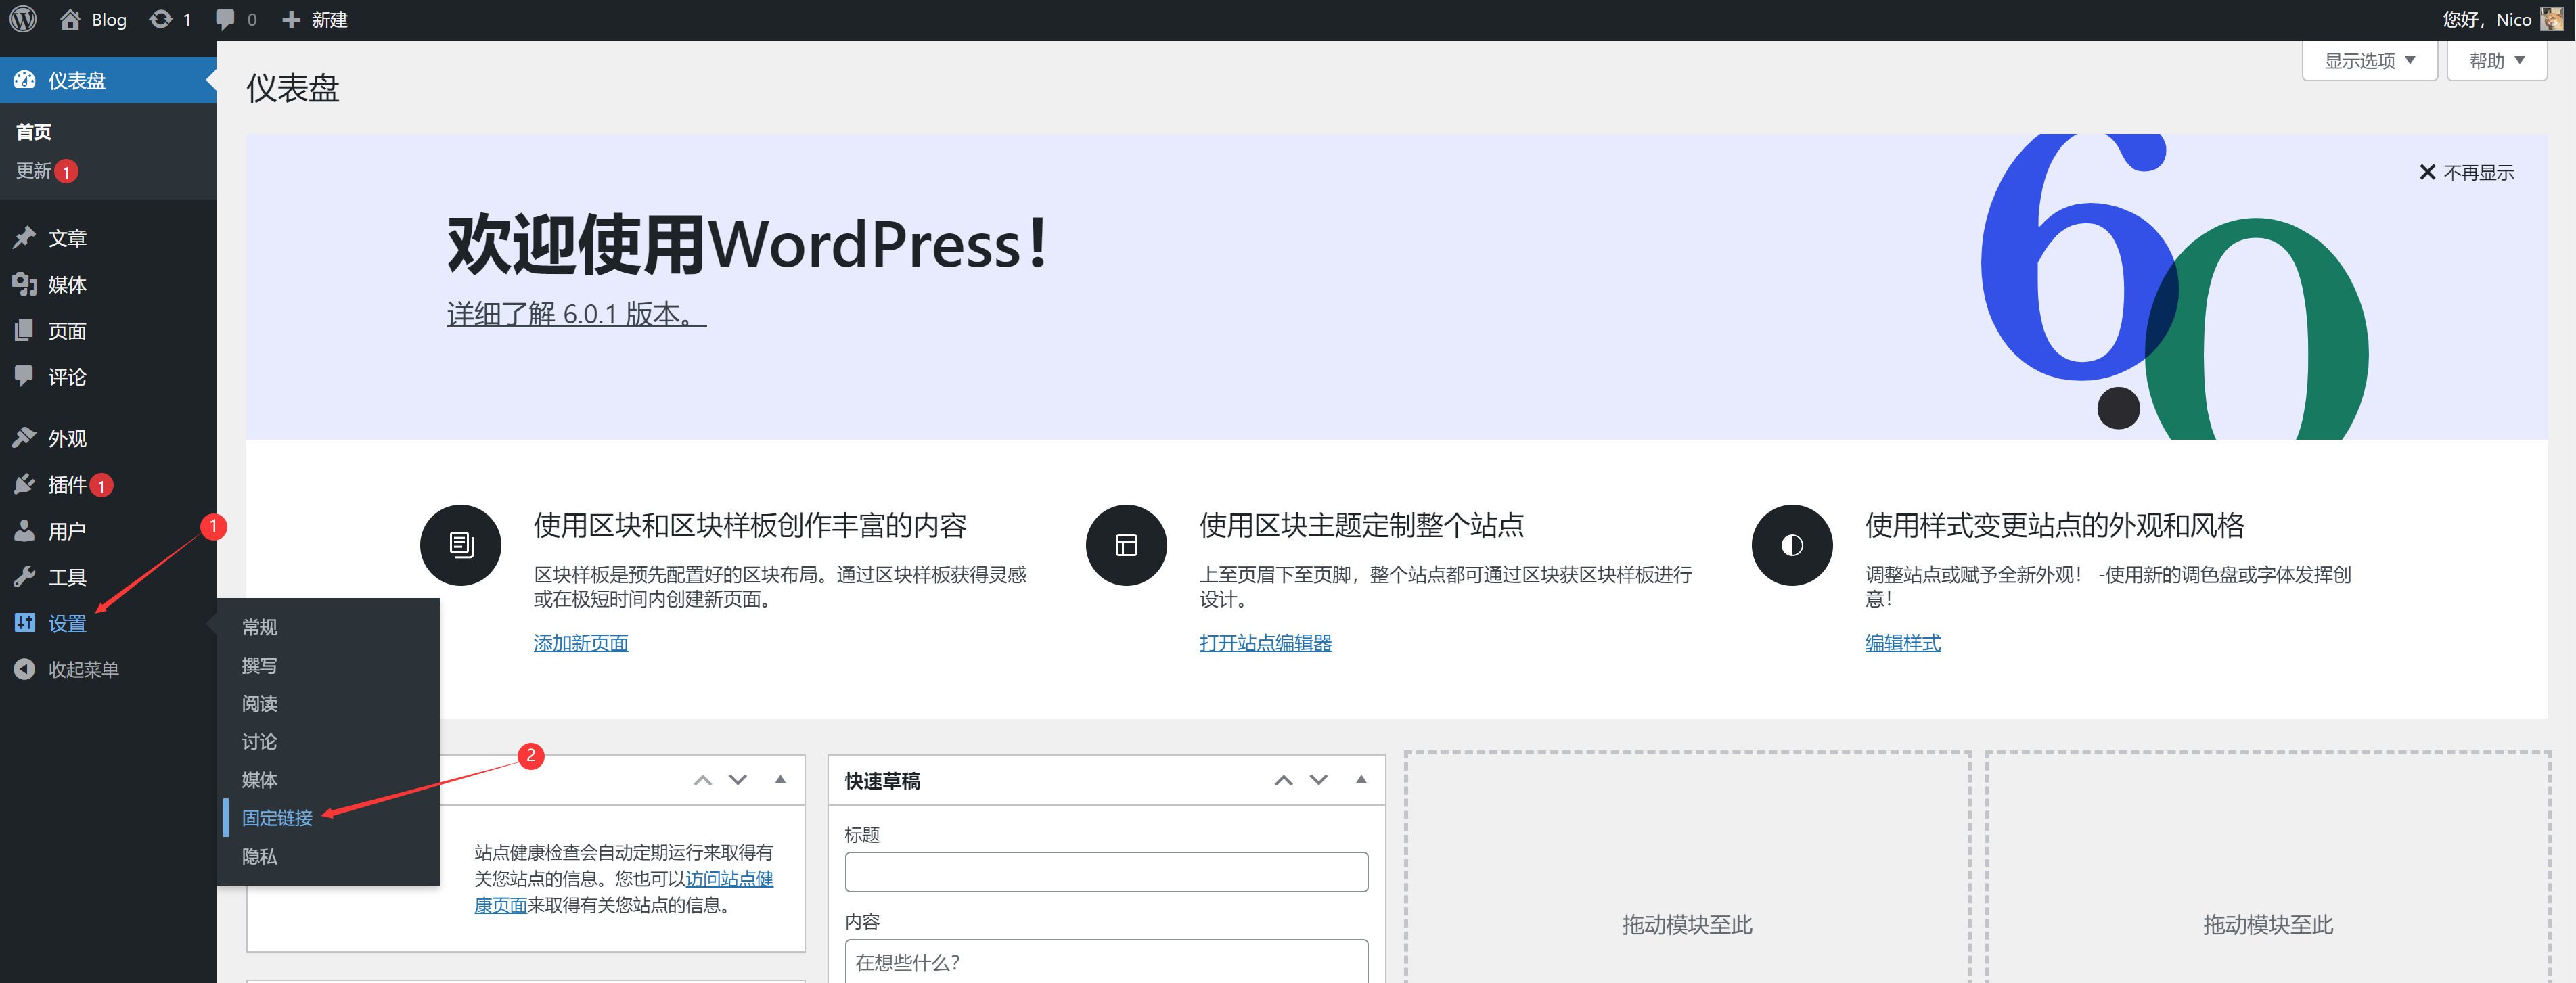 Blog
1
0
新建
您好，Nico
仪表盘
首页
更新 1
文章
媒体
页面
评论
外观
插件 1
用户
工具
设置
收起菜单
1
常规
撰写
阅读
讨论
媒体
固定链接
隐私
2
显示选项
帮助
仪表盘
不再显示
欢迎使用WordPress！
详细了解 6.0.1 版本。
6.0
使用区块和区块样板创作丰富的内容
区块样板是预先配置好的区块布局。通过区块样板获得灵感
或在极短时间内创建新页面。
添加新页面
使用区块主题定制整个站点
上至页眉下至页脚，整个站点都可通过区块获区块样板进行
设计。
打开站点编辑器
使用样式变更站点的外观和风格
调整站点或赋予全新外观！ -使用新的调色盘或字体发挥创
意！
编辑样式
站点健康检查会自动定期运行来取得有
关您站点的信息。您也可以访问站点健
康页面来取得有关您站点的信息。
快速草稿
标题
内容
在想些什么？
拖动模块至此
拖动模块至此